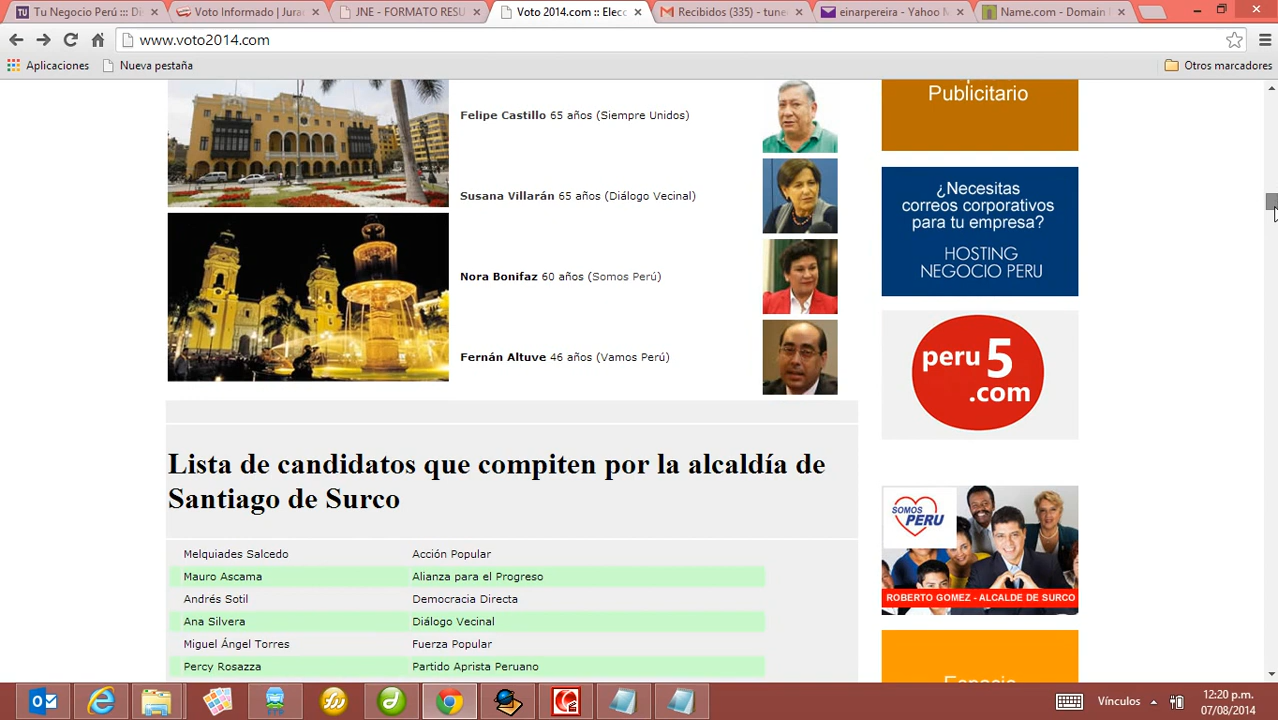 Tu Negocio Perú :: Di
Voto Informado | Jurac
JNE - FORMATO RESU
Voto 2014.com :: Elecc
Recibidos (335) - tune
einarpereira - Yahoo M
Name.com - Domain
www.voto2014.com
Aplicaciones
Nueva pestaña
Otros marcadores
Felipe Castillo 65 años (Siempre Unidos)
Susana Villarán 65 años (Diálogo Vecinal)
Nora Bonifaz 60 años (Somos Perú)
Fernán Altuve 46 años (Vamos Perú)
Lista de candidatos que compiten por la alcaldía de
Santiago de Surco
Melquiades Salcedo Acción Popular
Mauro Ascama Alianza para el Progreso
Andrés Sotil Democracia Directa
Ana Silvera Diálogo Vecinal
Miguel Ángel Torres Fuerza Popular
Percy Rosazza Partido Aprista Peruano
Publicitario
¿Necesitas
correos corporativos
para tu empresa?
HOSTING
NEGOCIO PERU
peru 5
.com
SOMOS
PERU
ROBERTO GOMEZ - ALCALDE DE SURCO
Vínculos
12:20 p.m.
07/08/2014